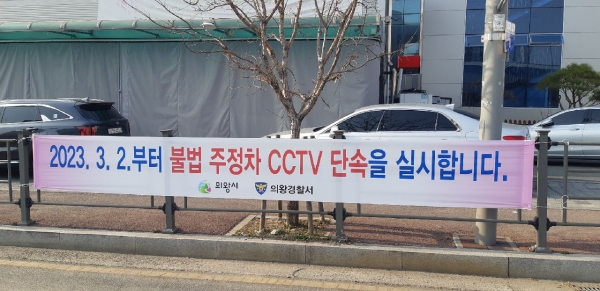 2023. 3. 2.부터 불법 주정차 CCTV 단속을 실시합니다.
의왕시 의왕경찰서